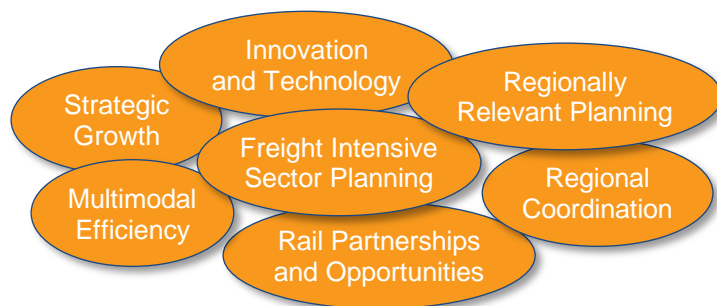 Innovation
and Technology
Regionally
Relevant Planning
Strategic
Growth
Freight Intensive
Sector Planning
Multimodal
Efficiency
Regional
Coordination
Rail Partnerships
and Opportunities